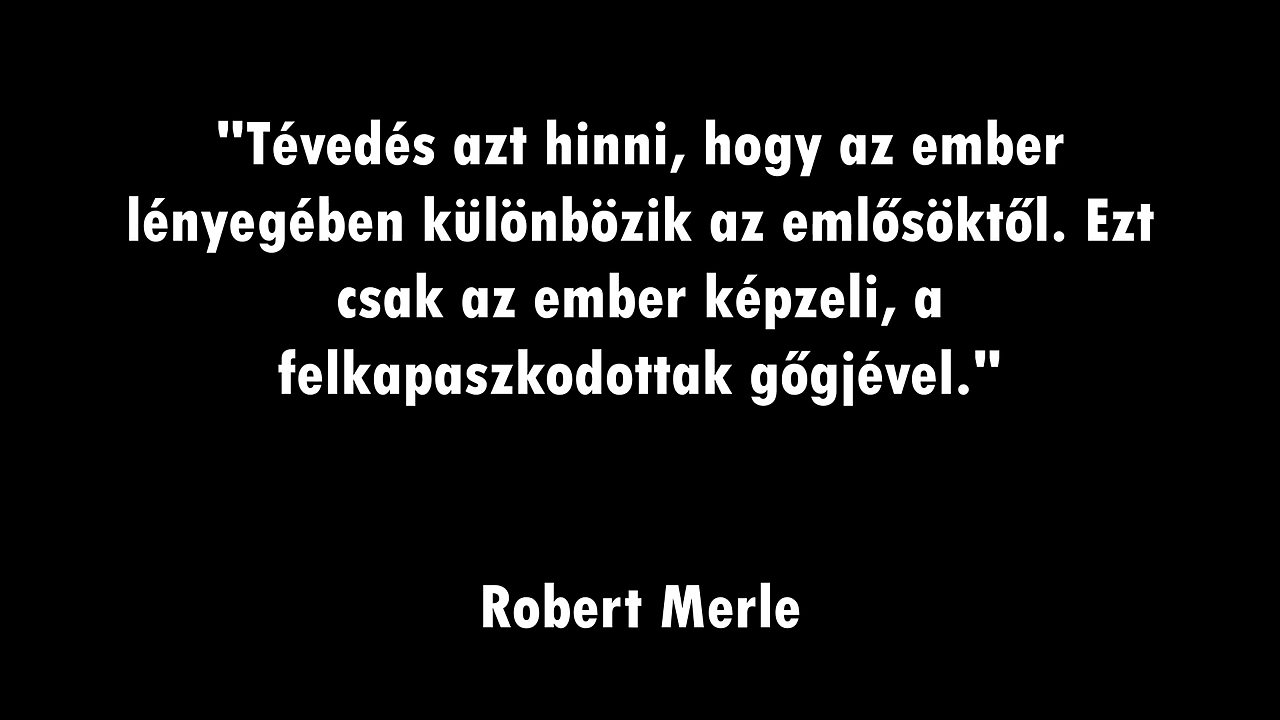 "Tévedés azt hinni, hogy az ember
lényegében különbözik az emlősöktől. Ezt
csak az ember képzeli, a
felkapaszkodottak gőgjével."
Robert Merle